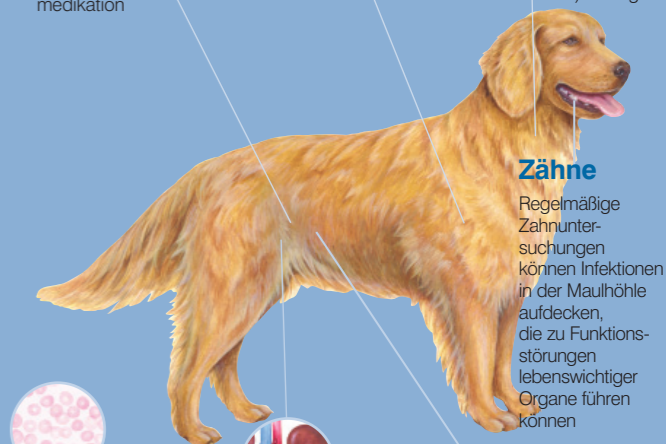 medikation
Zähne
Regelmäßige
Zahnunter-
suchungen
können Infektionen
in der Maulhöhle
aufdecken,
die zu Funktions-
störungen
lebenswichtiger
Organe führen
können